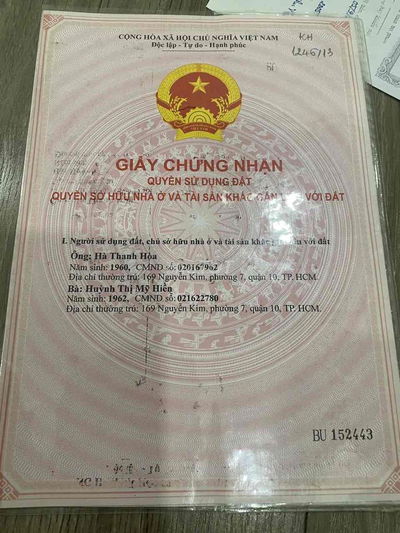 CỘNG HÒA XÃ HỘI CHỦ NGHĨA VIỆT NAM
Độc lập - Tự do - Hạnh phúc
KH
1246/13
GIẤY CHỨNG NHẬN
QUYỀN SỬ DỤNG ĐẤT
QUYỀN SỞ HỮU NHÀ Ở VÀ TÀI SẢN KHÁC GẮN VỚI ĐẤT
I. Người sử dụng đất, chủ sở hữu nhà ở và tài sản khác liền với đất
Ông: Hà Thanh Hòa
Năm sinh: 1960, CMND số: 020167962
Địa chỉ thường trú: 169 Nguyễn Kim, phường 7, quận 10, TP. HCM.
Bà: Huỳnh Thị Mỹ Hiền
Năm sinh: 1962, CMND số: 021622780
Địa chỉ thường trú: 169 Nguyễn Kim, phường 7, quận 10, TP. HCM.
BU 152443